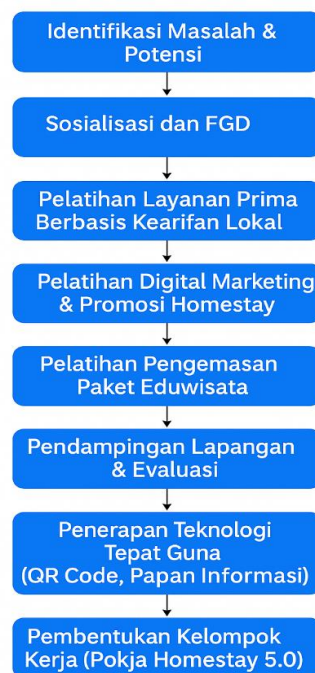 Identifikasi Masalah &
Potensi
Sosialisasi dan FGD
Pelatihan Layanan Prima
Berbasis Kearifan Lokal
Pelatihan Digital Marketing
& Promosi Homestay
Pelatihan Pengemasan
Paket Eduwisata
Pendampingan Lapangan
& Evaluasi
Penerapan Teknologi
Tepat Guna
(QR Code, Papan Informasi)
Pembentukan Kelompok
Kerja (Pokja Homestay 5.0)